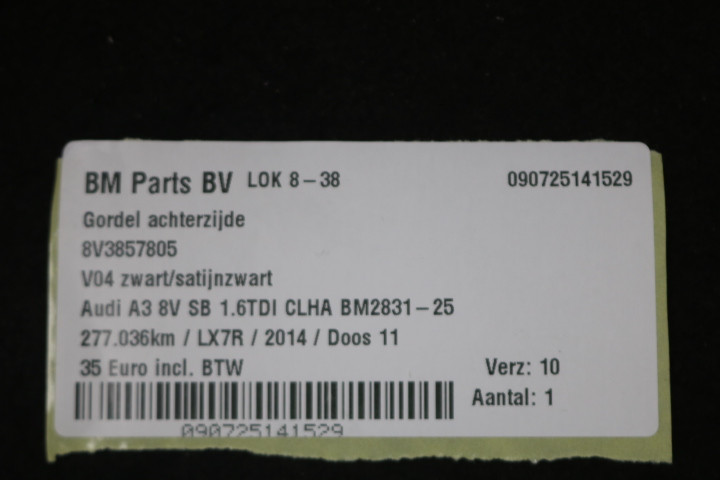 BM Parts BV LOK 8-38 090725141529
Gordel achterzijde
8V3857805
V04 zwart/satijnzwart
Audi A3 8V SB 1.6TDI CLHA BM2831-25
277.036km / LX7R / 2014 / Doos 11
35 Euro incl. BTW Verz: 10
Aantal: 1
090725141529